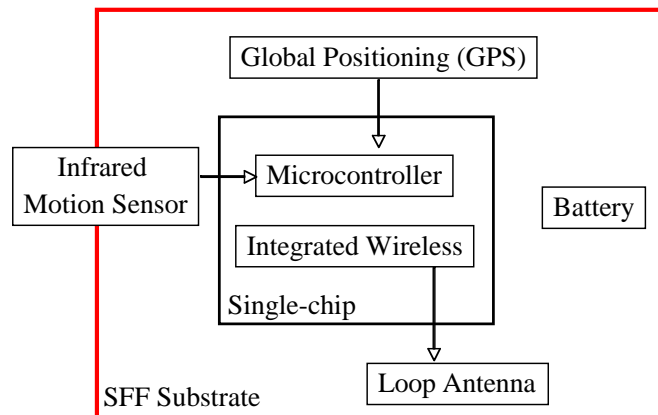 Global Positioning (GPS)
Infrared
Motion Sensor
Microcontroller
Battery
Integrated Wireless
Single-chip
Loop Antenna
SFF Substrate